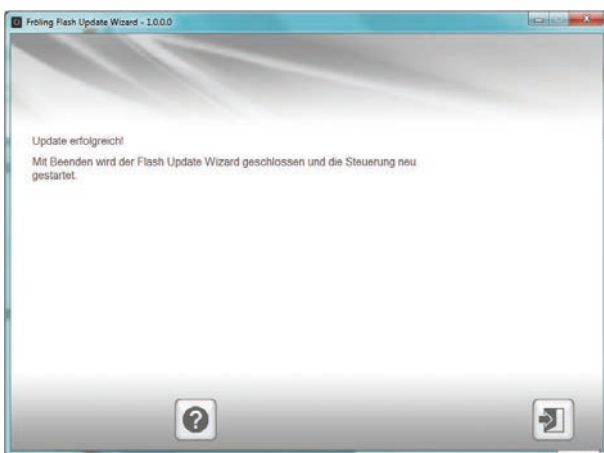 Fröling Flash Update Wizard - 1.0.0.0
Update erfolgreich!
Mit Beenden wird der Flash Update Wizard geschlossen und die Steuerung neu
gestartet.
?